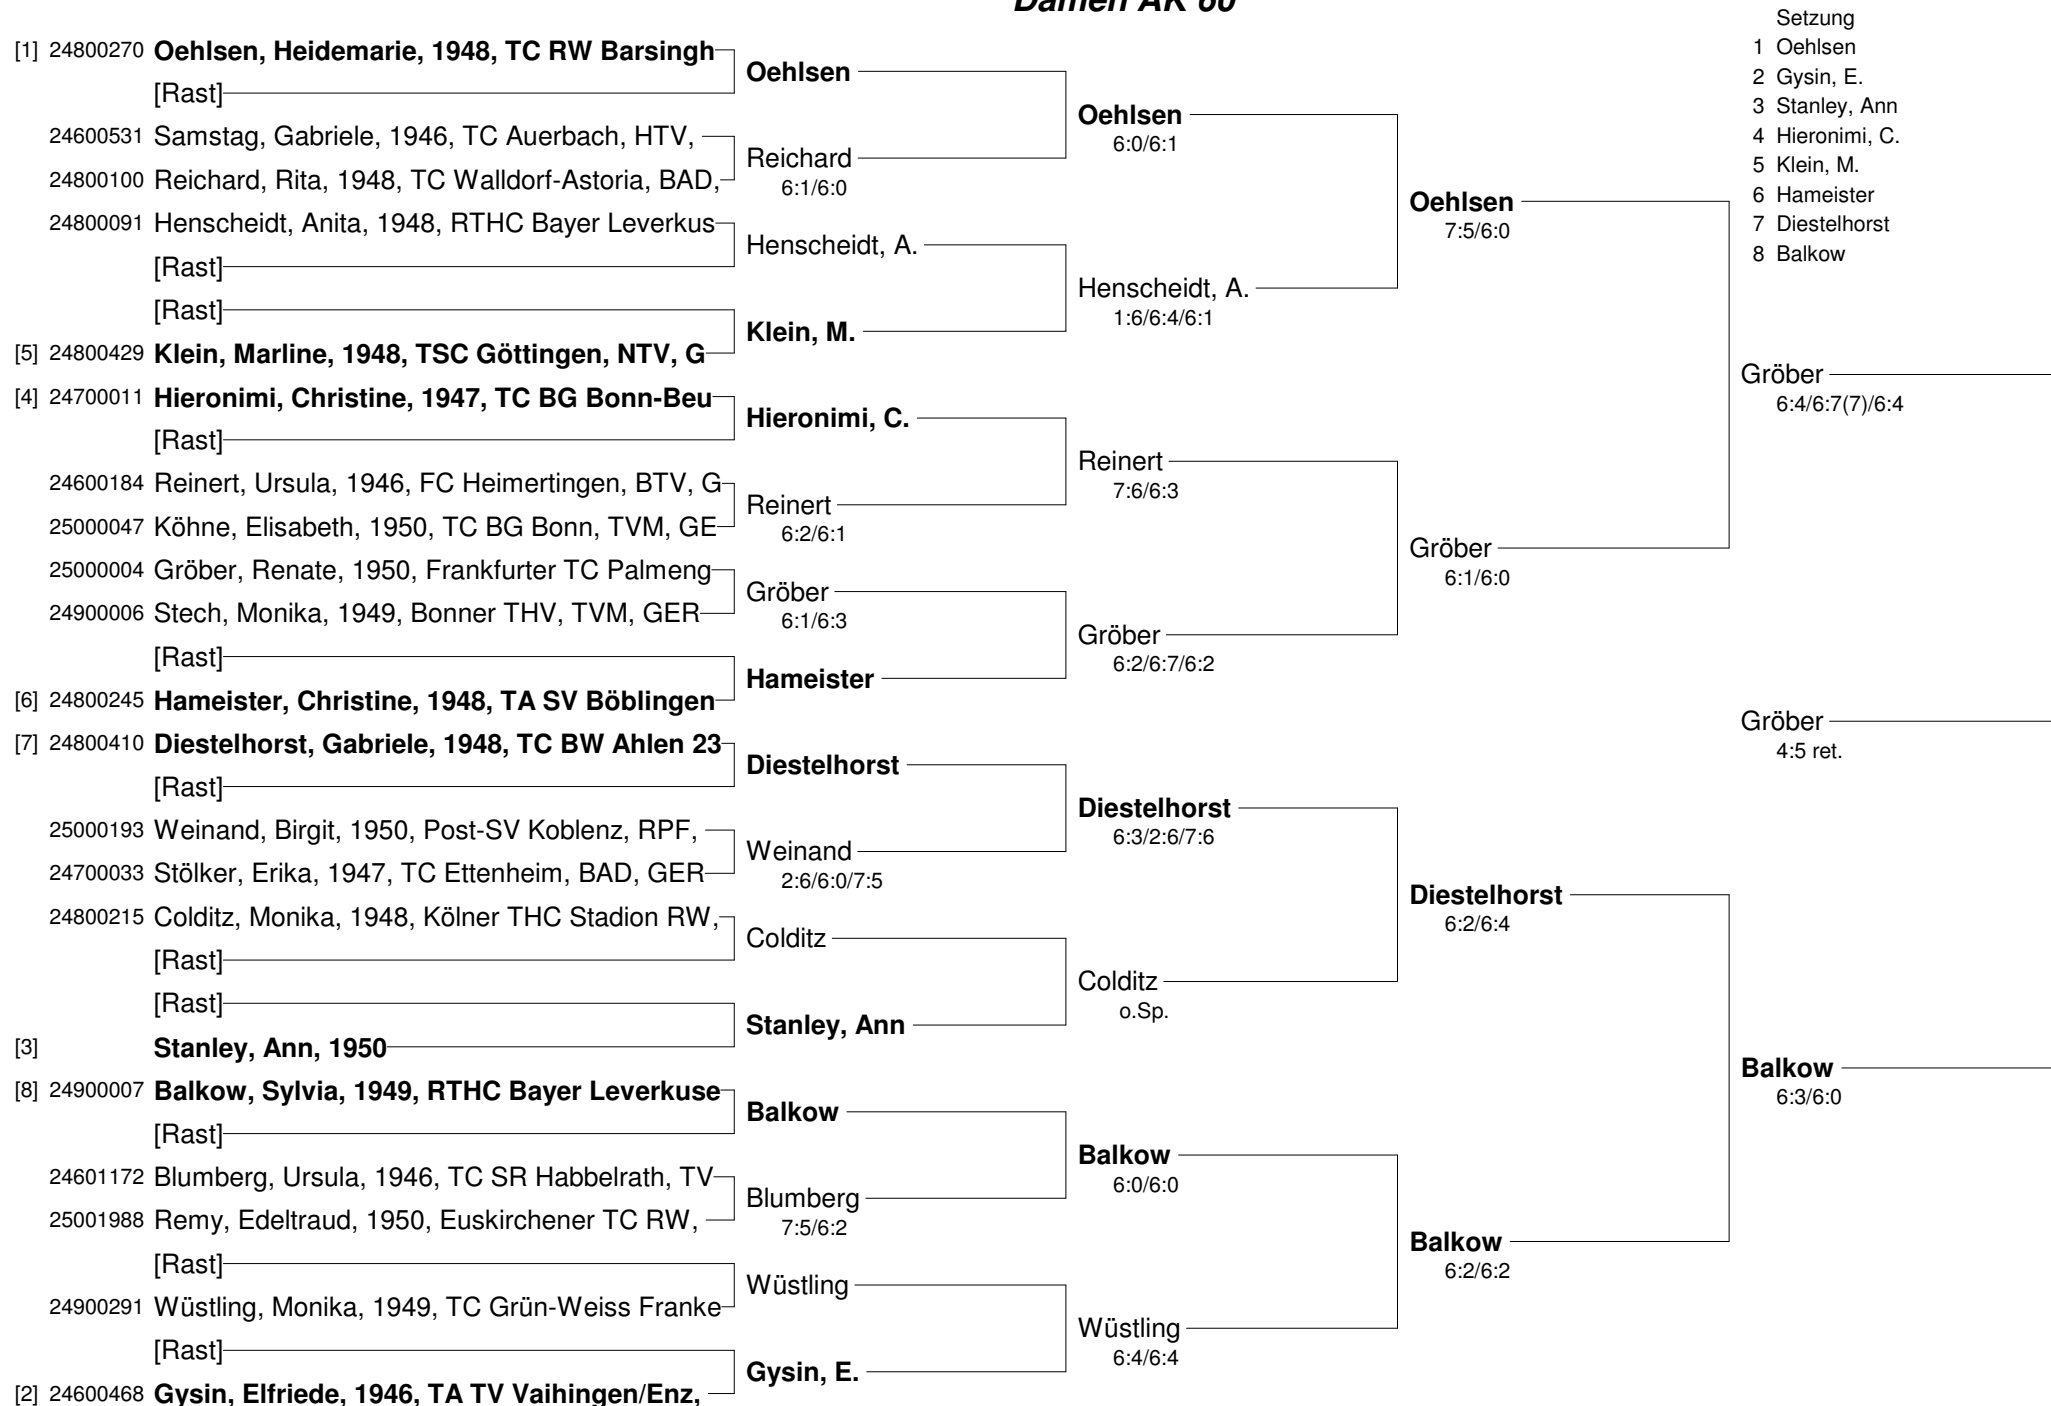 Damen AK 60
Setzung
1 Oehlsen
2 Gysin, E.
3 Stanley, Ann
4 Hieronimi, C.
5 Klein, M.
6 Hameister
7 Diestelhorst
8 Balkow
[1] 24800270 Oehlsen, Heidemarie, 1948, TC RW Barsingh
[Rast]
24600531 Samstag, Gabriele, 1946, TC Auerbach, HTV,
24800100 Reichard, Rita, 1948, TC Walldorf-Astoria, BAD,
24800091 Henscheidt, Anita, 1948, RTHC Bayer Leverkus
[Rast]
[Rast]
[5] 24800429 Klein, Marline, 1948, TSC Göttingen, NTV, G
[4] 24700011 Hieronimi, Christine, 1947, TC BG Bonn-Beu
[Rast]
24600184 Reinert, Ursula, 1946, FC Heimertingen, BTV, G
25000047 Köhne, Elisabeth, 1950, TC BG Bonn, TVM, GE
25000004 Gröber, Renate, 1950, Frankfurter TC Palmeng
24900006 Stech, Monika, 1949, Bonner THV, TVM, GER
[Rast]
[6] 24800245 Hameister, Christine, 1948, TA SV Böblingen
[7] 24800410 Diestelhorst, Gabriele, 1948, TC BW Ahlen 23
[Rast]
25000193 Weinand, Birgit, 1950, Post-SV Koblenz, RPF,
24700033 Stölker, Erika, 1947, TC Ettenheim, BAD, GER
24800215 Colditz, Monika, 1948, Kölner THC Stadion RW,
[Rast]
[Rast]
[3] Stanley, Ann, 1950
[8] 24900007 Balkow, Sylvia, 1949, RTHC Bayer Leverkuse
[Rast]
24601172 Blumberg, Ursula, 1946, TC SR Habbelrath, TV
25001988 Remy, Edeltraud, 1950, Euskirchener TC RW,
[Rast]
24900291 Wüstling, Monika, 1949, TC Grün-Weiss Franke
[Rast]
[2] 24600468 Gysin, Elfriede, 1946, TA TV Vaihingen/Enz,
Oehlsen
Reichard
6:1/6:0
Henscheidt, A.
Klein, M.
Hieronimi, C.
Reinert
6:2/6:1
Gröber
6:1/6:3
Hameister
Diestelhorst
Weinand
2:6/6:0/7:5
Colditz
Stanley, Ann
Balkow
Blumberg
7:5/6:2
Wüstling
Gysin, E.
Oehlsen
6:0/6:1
Henscheidt, A.
1:6/6:4/6:1
Reinert
7:6/6:3
Gröber
6:2/6:7/6:2
Diestelhorst
6:3/2:6/7:6
Colditz
o.Sp.
Balkow
6:0/6:0
Wüstling
6:4/6:4
Oehlsen
7:5/6:0
Gröber
6:1/6:0
Diestelhorst
6:2/6:4
Balkow
6:2/6:2
Gröber
6:4/6:7(7)/6:4
Gröber
4:5 ret.
Balkow
6:3/6:0